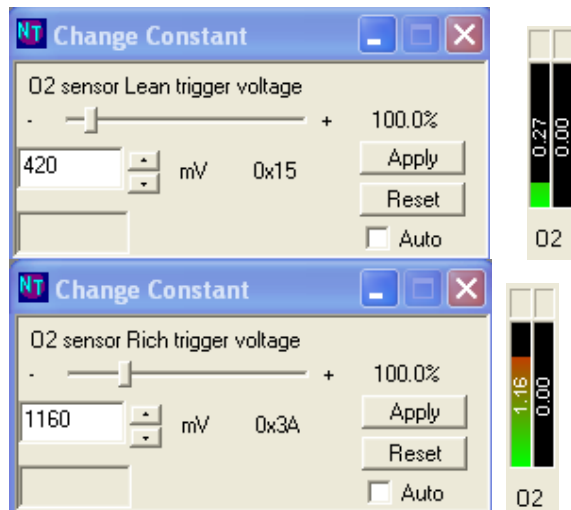 NT Change Constant
O2 sensor Lean trigger voltage
- + 100.0%
420 mV 0x15 Apply
Reset
Auto
0.27 0.00
O2
NT Change Constant
O2 sensor Rich trigger voltage
- + 100.0%
1160 mV 0x3A Apply
Reset
Auto
1.16 0.00
O2